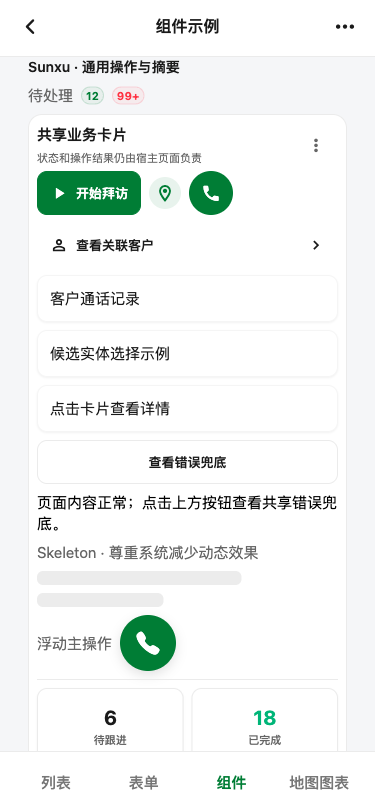 组件示例
Sunxu · 通用操作与摘要
待处理 12 99+
共享业务卡片
状态和操作结果仍由宿主页面负责
开始拜访
查看关联客户
客户通话记录
候选实体选择示例
点击卡片查看详情
查看错误兜底
页面内容正常；点击上方按钮查看共享错误兜
底。
Skeleton · 尊重系统减少动态效果
浮动主操作
6 18
待跟进 已完成
列表 表单 组件 地图图表